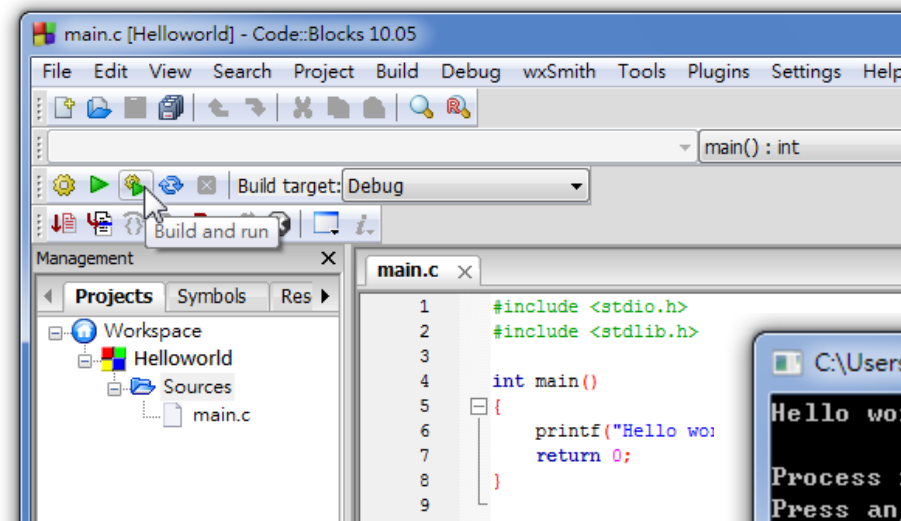 main.c [Helloworld] - Code::Blocks 10.05
File Edit View Search Project Build Debug wxSmith Tools Plugins Settings Help
main() : int
Build target: Debug
Build and run
Management
main.c
Projects Symbols Res
Workspace
Helloworld
Sources
main.c
1 #include <stdio.h>
2 #include <stdlib.h>
3
4 int main()
5 {
6 printf("Hello
7 return 0;
8 }
9
C:\Users
Hello
Process
Press an